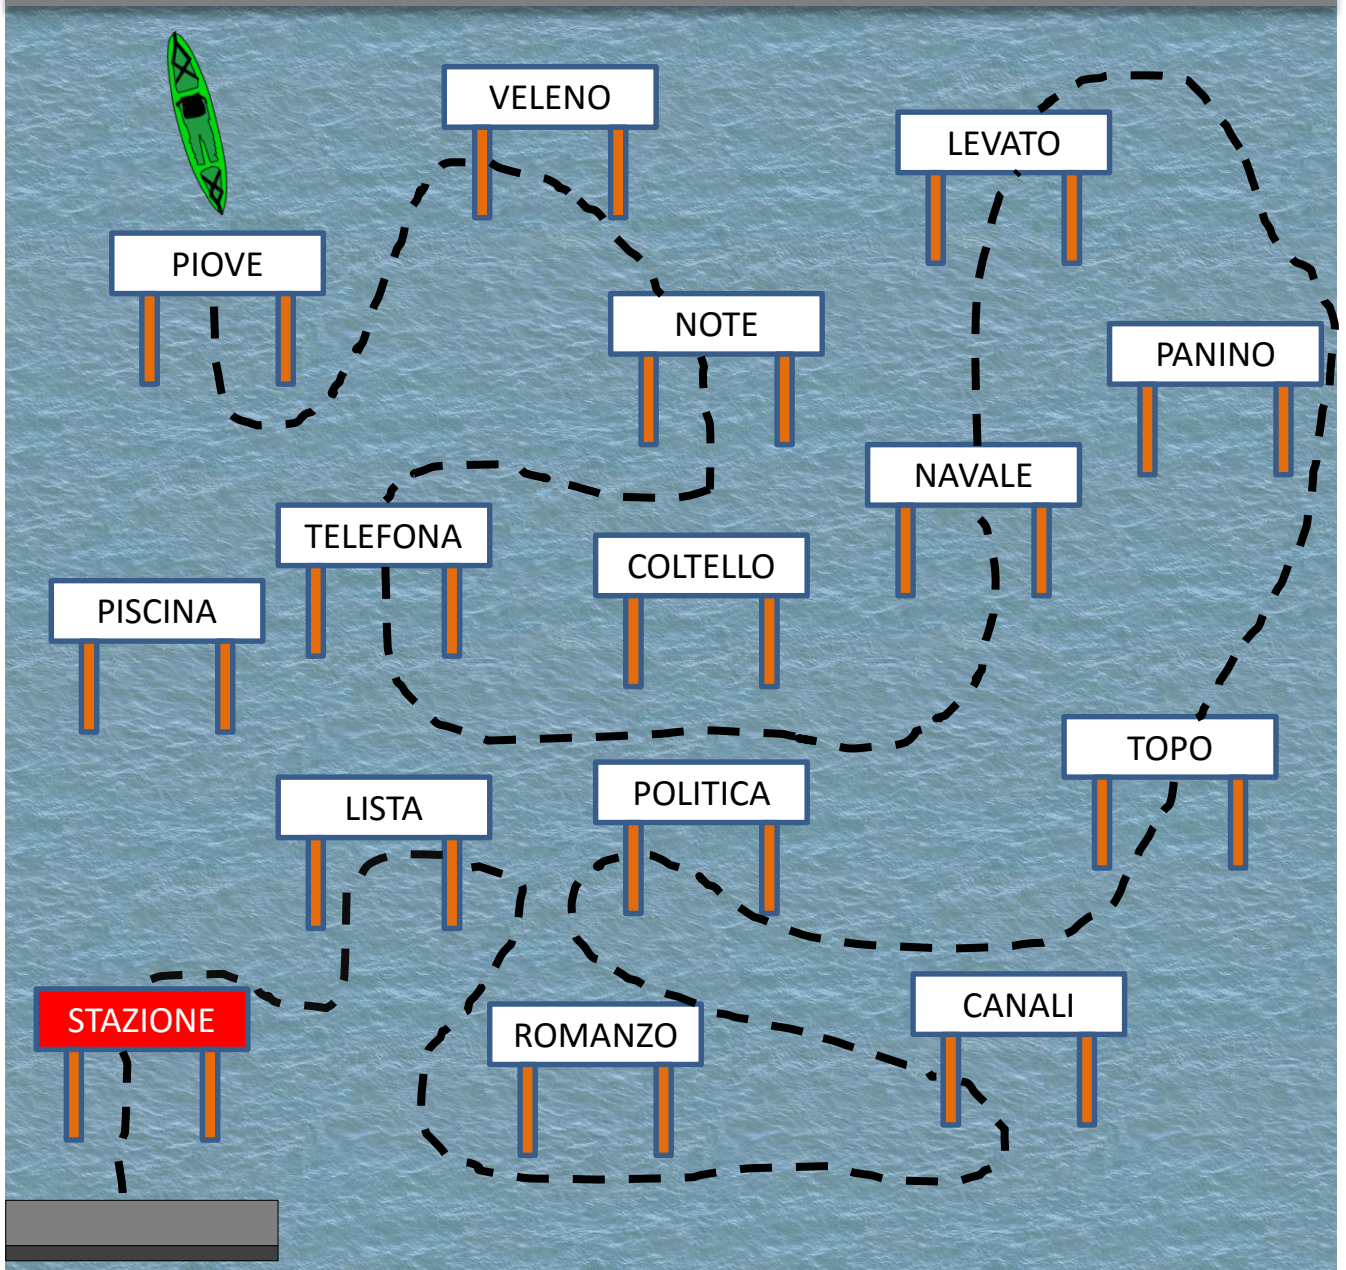 VELENO
LEVATO
PIOVE
NOTE
PANINO
NAVALE
TELEFONA
COLTELLO
PISCINA
TOPO
POLITICA
LISTA
CANALI
STAZIONE
ROMANZO